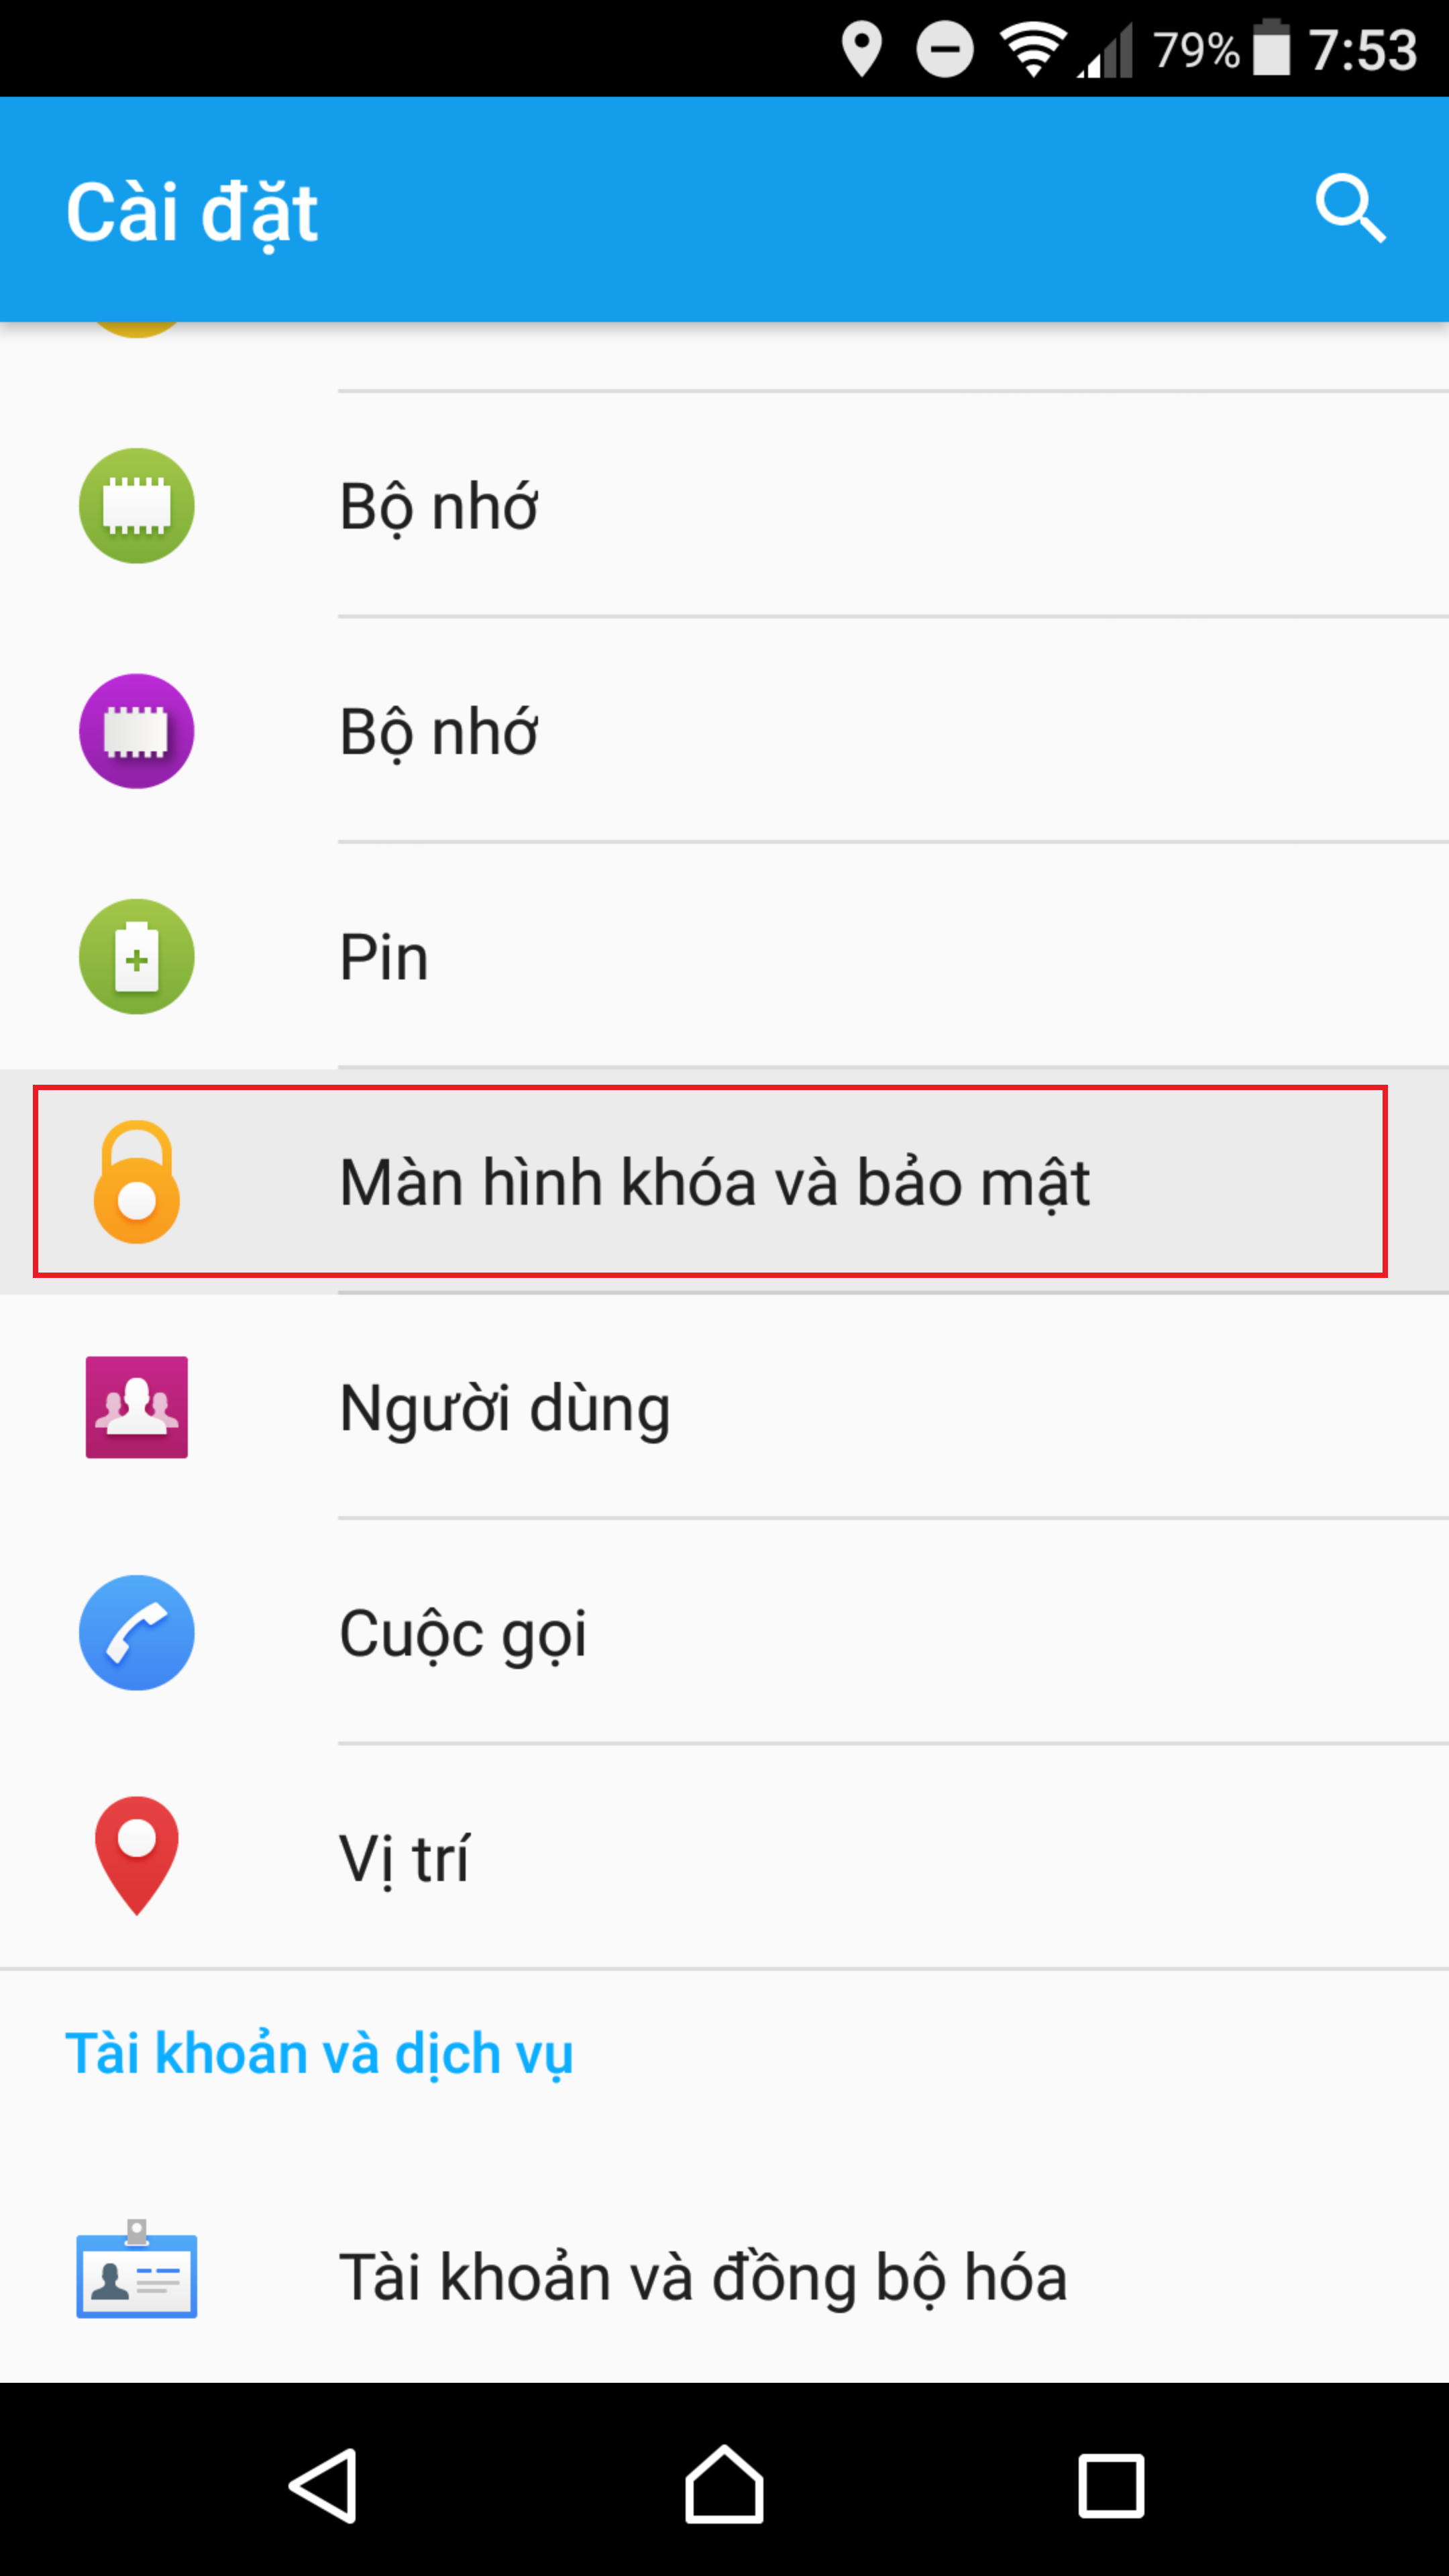 79% 7:53
Cài đặt
Bộ nhớ
Bộ nhớ
Pin
Màn hình khóa và bảo mật
Người dùng
Cuộc gọi
Vị trí
Tài khoản và dịch vụ
Tài khoản và đồng bộ hóa